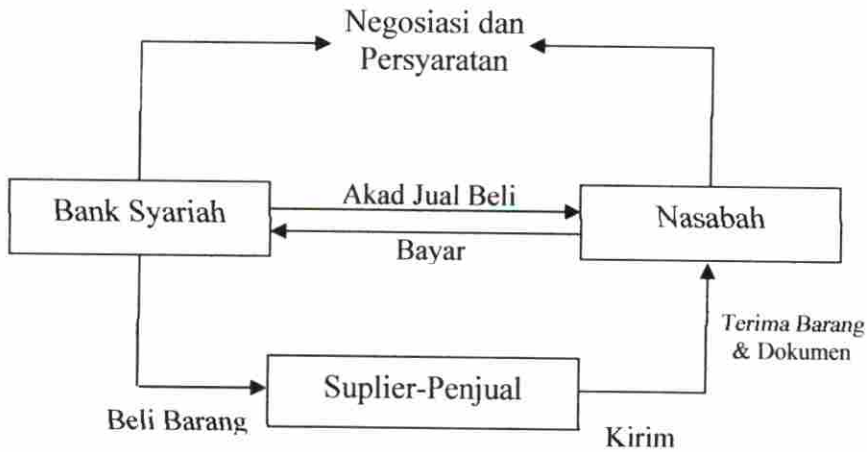 Negosiasi dan
Persyaratan
Bank Syariah
Akad Jual Beli
Nasabah
Bayar
Terima Barang
& Dokumen
Suplier-Penjual
Beli Barang
Kirim